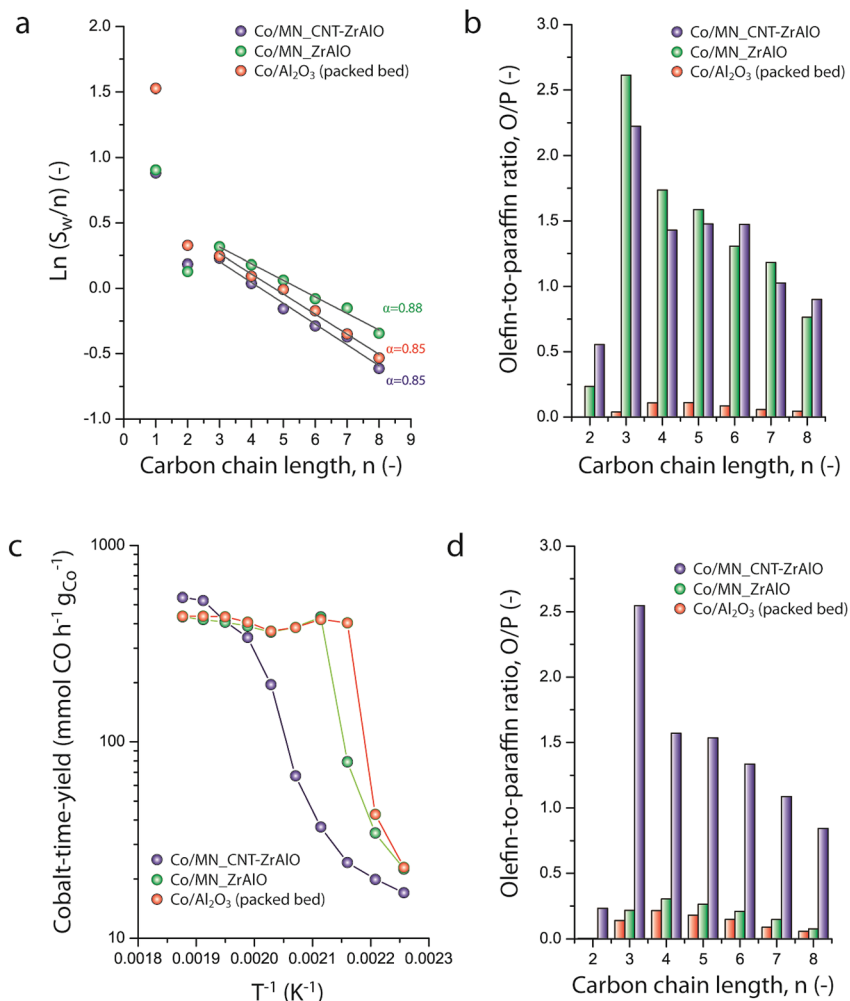 a
Co/MN_CNT-ZrAlO
Co/MN_ZrAlO
Co/Al₂O₃ (packed bed)
2.0
1.5
1.0
0.5
0.0
-0.5
-1.0
Ln (S_W/n) (-)
α=0.88
α=0.85
α=0.85
0 1 2 3 4 5 6 7 8 9
Carbon chain length, n (-)
b
Co/MN_CNT-ZrAlO
Co/MN_ZrAlO
Co/Al₂O₃ (packed bed)
3.0
2.5
2.0
1.5
1.0
0.5
0.0
Olefin-to-paraffin ratio, O/P (-)
2 3 4 5 6 7 8
Carbon chain length, n (-)
c
1000
100
10
Cobalt-time-yield (mmol CO h⁻¹ g_Co⁻¹)
Co/MN_CNT-ZrAlO
Co/MN_ZrAlO
Co/Al₂O₃ (packed bed)
0.0018 0.0019 0.0020 0.0021 0.0022 0.0023
T⁻¹ (K⁻¹)
d
3.0
2.5
2.0
1.5
1.0
0.5
0.0
Olefin-to-paraffin ratio, O/P (-)
Co/MN_CNT-ZrAlO
Co/MN_ZrAlO
Co/Al₂O₃ (packed bed)
2 3 4 5 6 7 8
Carbon chain length, n (-)